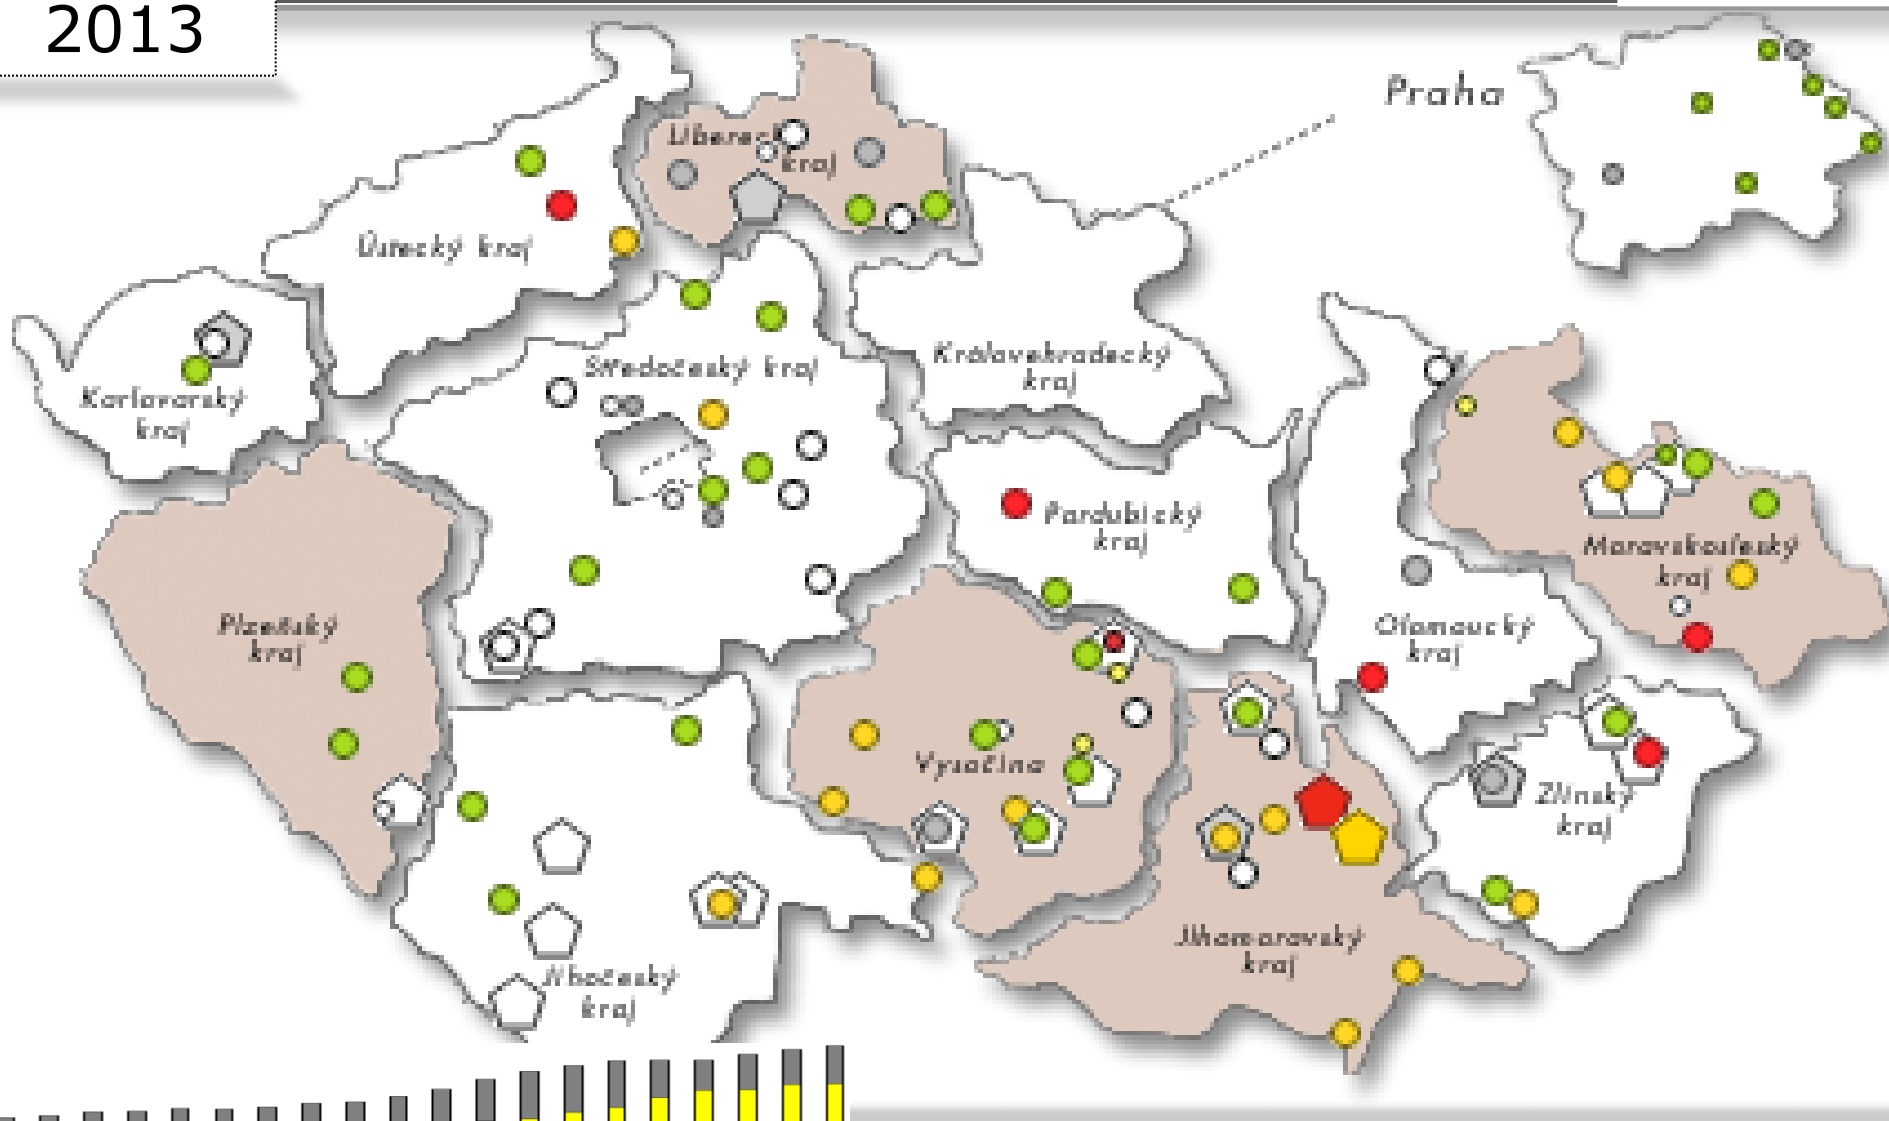 2013
Praha
Liberecký
kraj
Ústecký kraj
Karlovarský
kraj
Středočeský kraj
Královehradecký
kraj
Pardubický
kraj
Moravskoslezský
kraj
Olomoucký
kraj
Plzeňský
kraj
Vysočina
Zlínský
kraj
Jihomoravský
kraj
Jihočeský
kraj